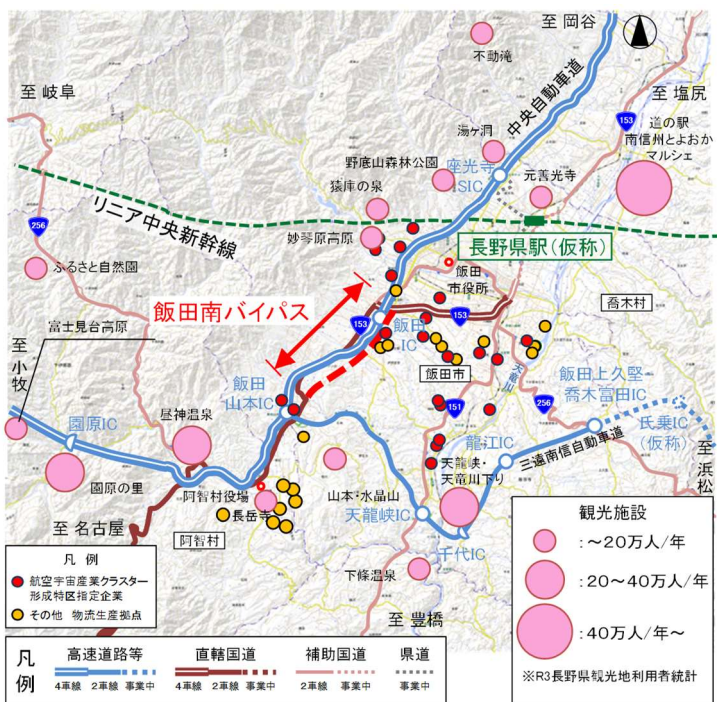 至 岡谷
不動滝
至 岐阜
中央自動車道
至 塩尻
153
道の駅
南信州とよおか
マルシェ
湯ヶ洞
野底山森林公園
座光寺
SIC
元善光寺
猿庫の泉
リニア中央新幹線
256
妙琴原高原
長野県駅(仮称)
ふるさと自然園
飯田
市役所
飯田南バイパス
喬木村
富士見台高原
153
飯田
IC
153
至 小牧
飯田市
飯田上久堅
喬木富田IC
飯田
山本IC
天竜川
151
256
氏乗IC
(仮称)
園原IC
昼神温泉
龍江IC
三遠南信自動車道
至 浜松
天龍峡・
天竜川下り
園原の里
阿智村役場
山本・水晶山
長岳寺
天龍峡IC
至 名古屋
阿智村
千代IC
下條温泉
至 豊橋
凡 例
航空宇宙産業クラスター
形成特区指定企業
その他 物流生産拠点
観光施設
:~20万人/年
:20~40万人/年
:40万人/年~
※R3長野県観光地利用者統計
凡例
高速道路等
4車線 2車線 事業中
直轄国道
4車線 2車線 事業中
補助国道
2車線 事業中
県道
事業中